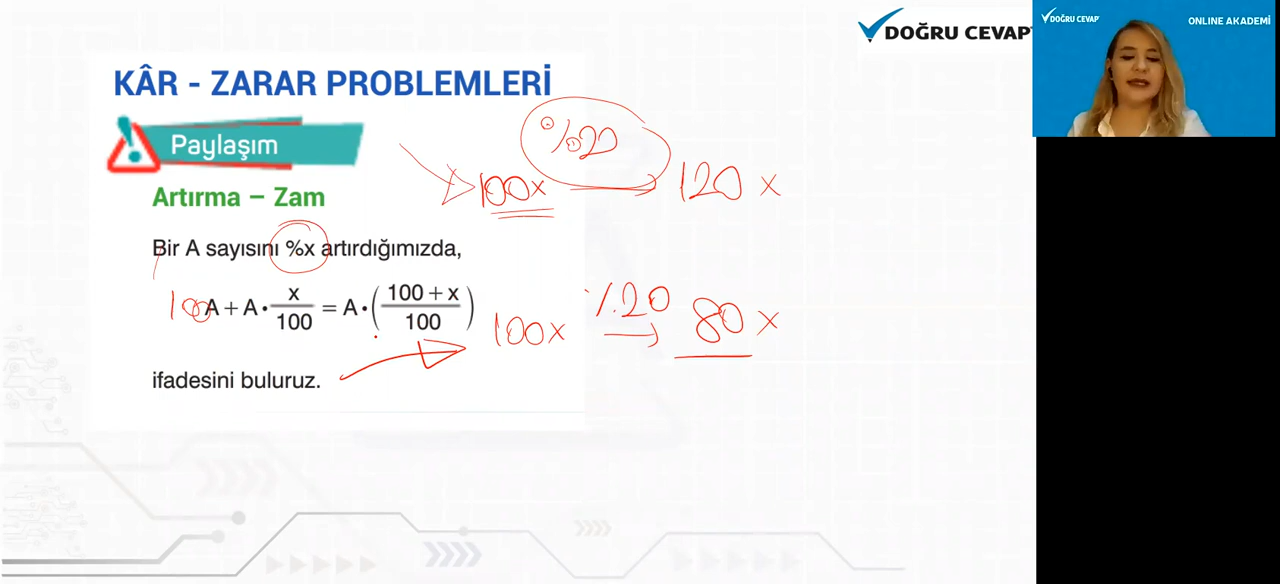 DOĞRU CEVAP
DOĞRU CEVAP
ONLINE AKADEMİ
KÂR - ZARAR PROBLEMLERİ
Paylaşım
Artırma – Zam
Bir A sayısını %x artırdığımızda,
A + A • x/100 = A • (100 + x / 100)
ifadesini buluruz.
100
100x
120 x
100x %20 80 x